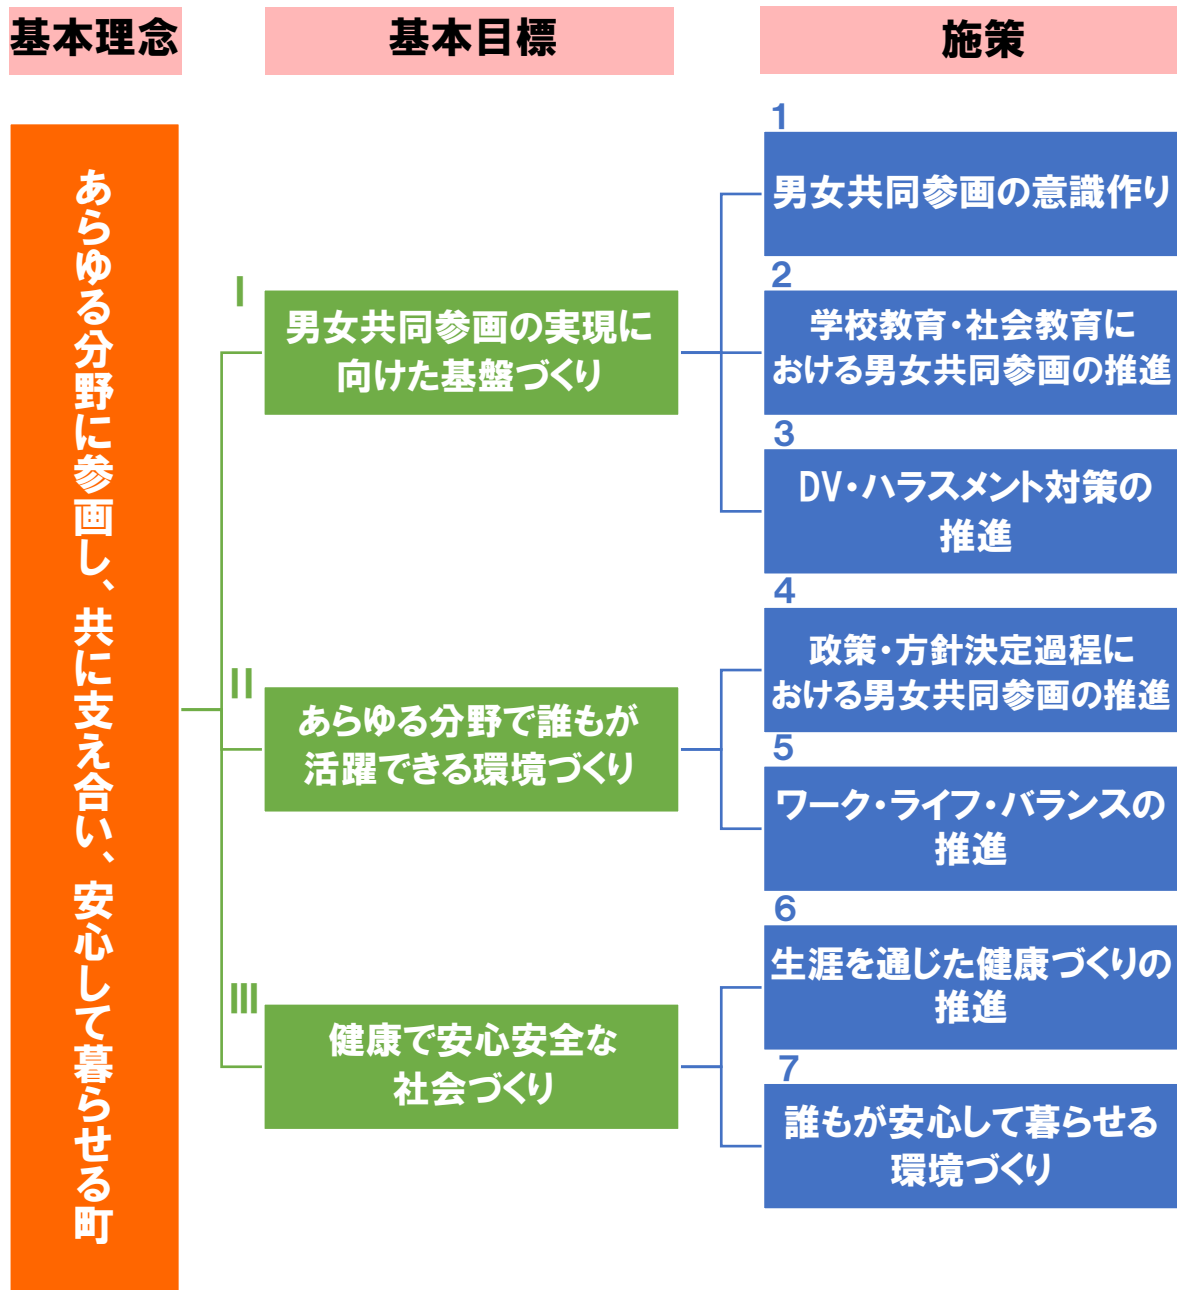 基本理念
基本目標
施策
あらゆる分野に参画し、共に支え合い、安心して暮らせる町
Ⅰ
男女共同参画の実現に
向けた基盤づくり
1
男女共同参画の意識作り
2
学校教育・社会教育に
おける男女共同参画の推進
3
DV・ハラスメント対策の
推進
Ⅱ
あらゆる分野で誰もが
活躍できる環境づくり
4
政策・方針決定過程に
おける男女共同参画の推進
5
ワーク・ライフ・バランスの
推進
Ⅲ
健康で安心安全な
社会づくり
6
生涯を通じた健康づくりの
推進
7
誰もが安心して暮らせる
環境づくり